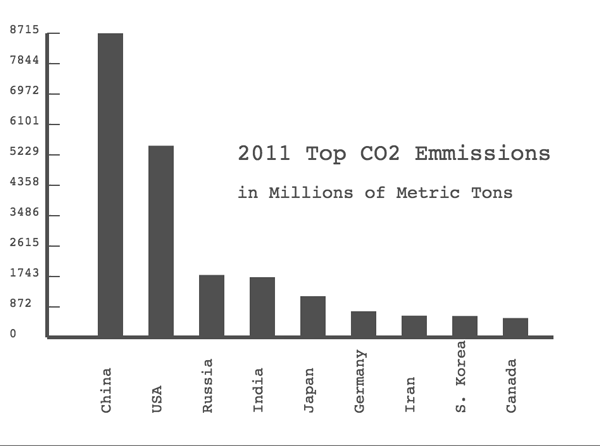 8715
7844
6972
6101
5229
4358
3486
2615
1743
872
0
2011 Top CO2 Emmissions
in Millions of Metric Tons
China
USA
Russia
India
Japan
Germany
Iran
S. Korea
Canada